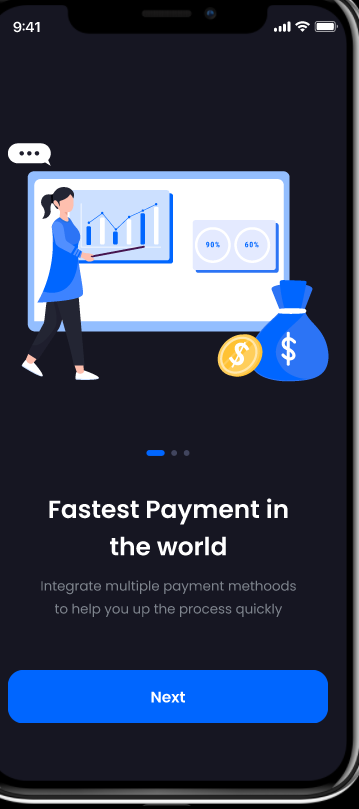 9:41
90%
60%
$
$
Fastest Payment in
the world
Integrate multiple payment methoods
to help you up the process quickly
Next